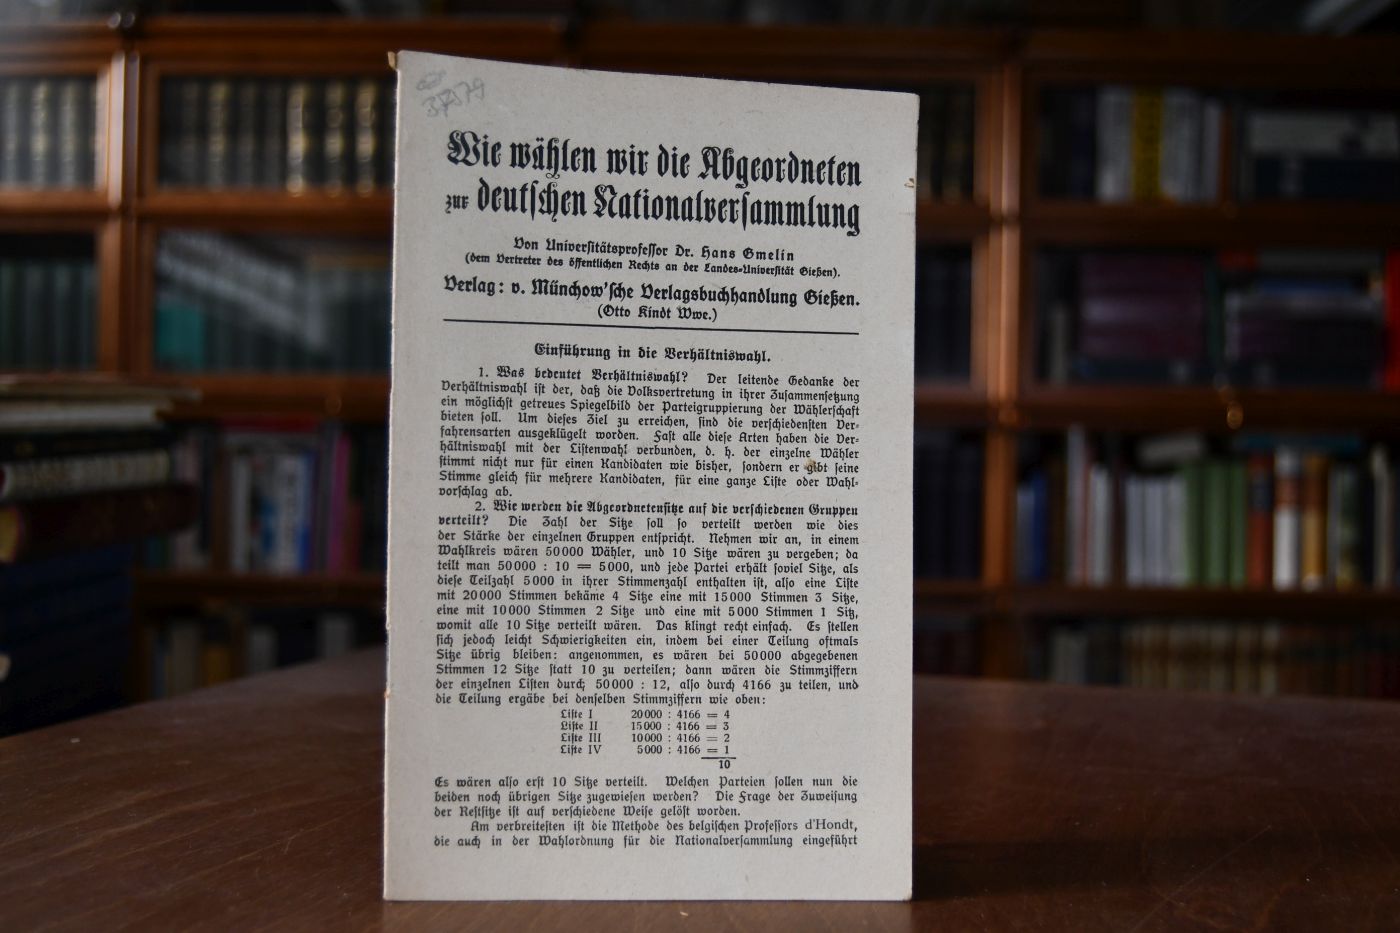 Wie wählen wir die Abgeordneten
zur deutschen Nationalversammlung
Von Universitätsprofessor Dr. Hans Gmelin
(dem Vertreter des öffentlichen Rechts an der Landes-Universität Gießen).
Verlag: v. Münchow'sche Verlagsbuchhandlung Gießen.
(Otto Kindt Wwe.)
Einführung in die Verhältniswahl.
1. Was bedeutet Verhältniswahl? Der leitende Gedanke der
Verhältniswahl ist der, daß die Volksvertretung in ihrer Zusammensetzung
ein möglichst getreues Spiegelbild der Parteigruppierung der Wählerschaft
bieten soll. Um dieses Ziel zu erreichen, sind die verschiedensten Ver-
fahrensarten ausgeklügelt worden. Fast alle diese Arten haben die Ver-
hältniswahl mit der Listenwahl verbunden, d. h. der einzelne Wähler
stimmt nicht nur für einen Kandidaten wie bisher, sondern er gibt seine
Stimme gleich für mehrere Kandidaten, für eine ganze Liste oder Wahl-
vorschlag ab.
2. Wie werden die Abgeordnetensitze auf die verschiedenen Gruppen
verteilt? Die Zahl der Sitze soll so verteilt werden wie dies
der Stärke der einzelnen Gruppen entspricht. Nehmen wir an, in einem
Wahlkreis wären 50000 Wähler, und 10 Sitze wären zu vergeben; da
teilt man 50000 : 10 = 5000, und jede Partei erhält soviel Sitze, als
diese Teilzahl 5000 in ihrer Stimmenzahl enthalten ist, also eine Liste
mit 20000 Stimmen bekäme 4 Sitze eine mit 15000 Stimmen 3 Sitze,
eine mit 10000 Stimmen 2 Sitze und eine mit 5000 Stimmen 1 Sitz,
womit alle 10 Sitze verteilt wären. Das klingt recht einfach. Es stellen
sich jedoch leicht Schwierigkeiten ein, indem bei einer Teilung oftmals
Sitze übrig bleiben: angenommen, es wären bei 50000 abgegebenen
Stimmen 12 Sitze statt 10 zu verteilen; dann wären die Stimmziffern
der einzelnen Listen durch 50000 : 12, also durch 4166 zu teilen, und
die Teilung ergäbe bei denselben Stimmziffern wie oben:
Liste I 20000 : 4166 = 4
Liste II 15000 : 4166 = 3
Liste III 10000 : 4166 = 2
Liste IV 5000 : 4166 = 1
10
Es wären also erst 10 Sitze verteilt. Welchen Parteien sollen nun die
beiden noch übrigen Sitze zugewiesen werden? Die Frage der Zuweisung
der Restsitze ist auf verschiedene Weise gelöst worden.
Am verbreitesten ist die Methode des belgischen Professors d'Hondt,
die auch in der Wahlordnung für die Nationalversammlung eingeführt